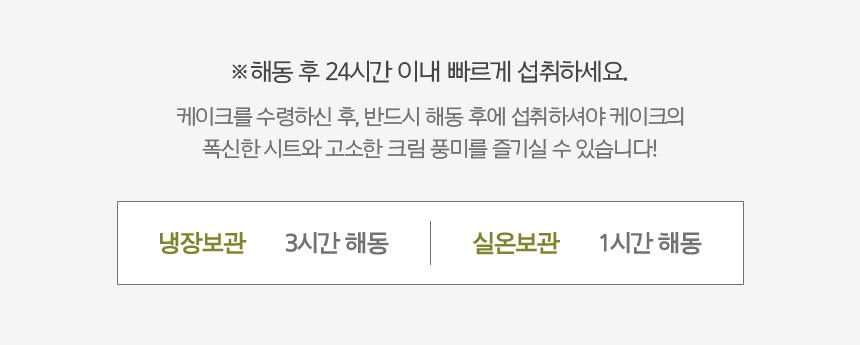 ※해동 후 24시간 이내 빠르게 섭취하세요.
케이크를 수령하신 후, 반드시 해동 후에 섭취하셔야 케이크의
폭신한 시트와 고소한 크림 풍미를 즐기실 수 있습니다!
냉장보관 3시간 해동 실온보관 1시간 해동